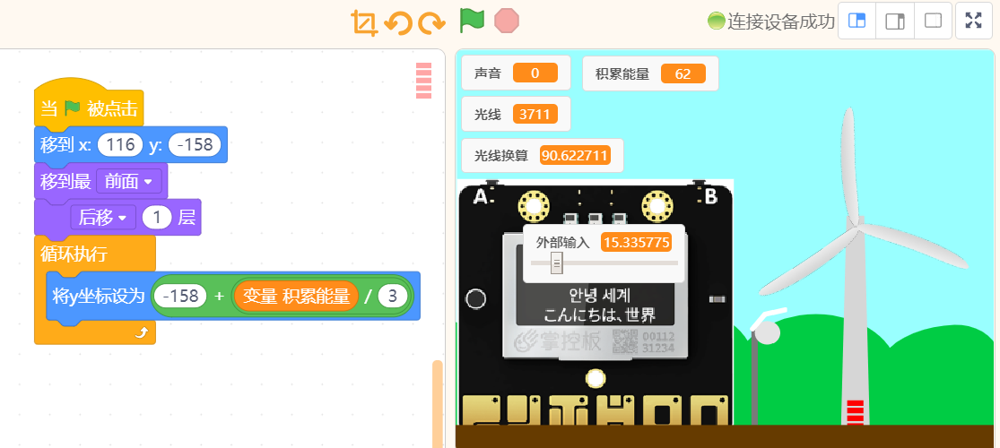 连接设备成功
当 被点击
移到 x: 116 y: -158
移到最 前面
后移 1 层
循环执行
将y坐标设为 -158 + 变量 积累能量 / 3
声音 0
积累能量 62
光线 3711
光线换算 90.622711
A
B
外部输入 15.335775
안녕 세계
こんにちは、世界
掌控板
00112
31234